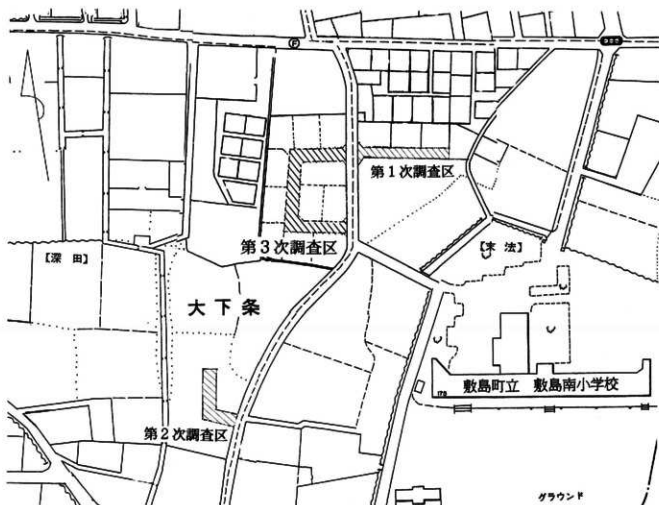 第1次調査区
第3次調査区
【深 田】
【末 法】
大 下 条
敷島町立 敷島南小学校
第2次調査区
グラウンド